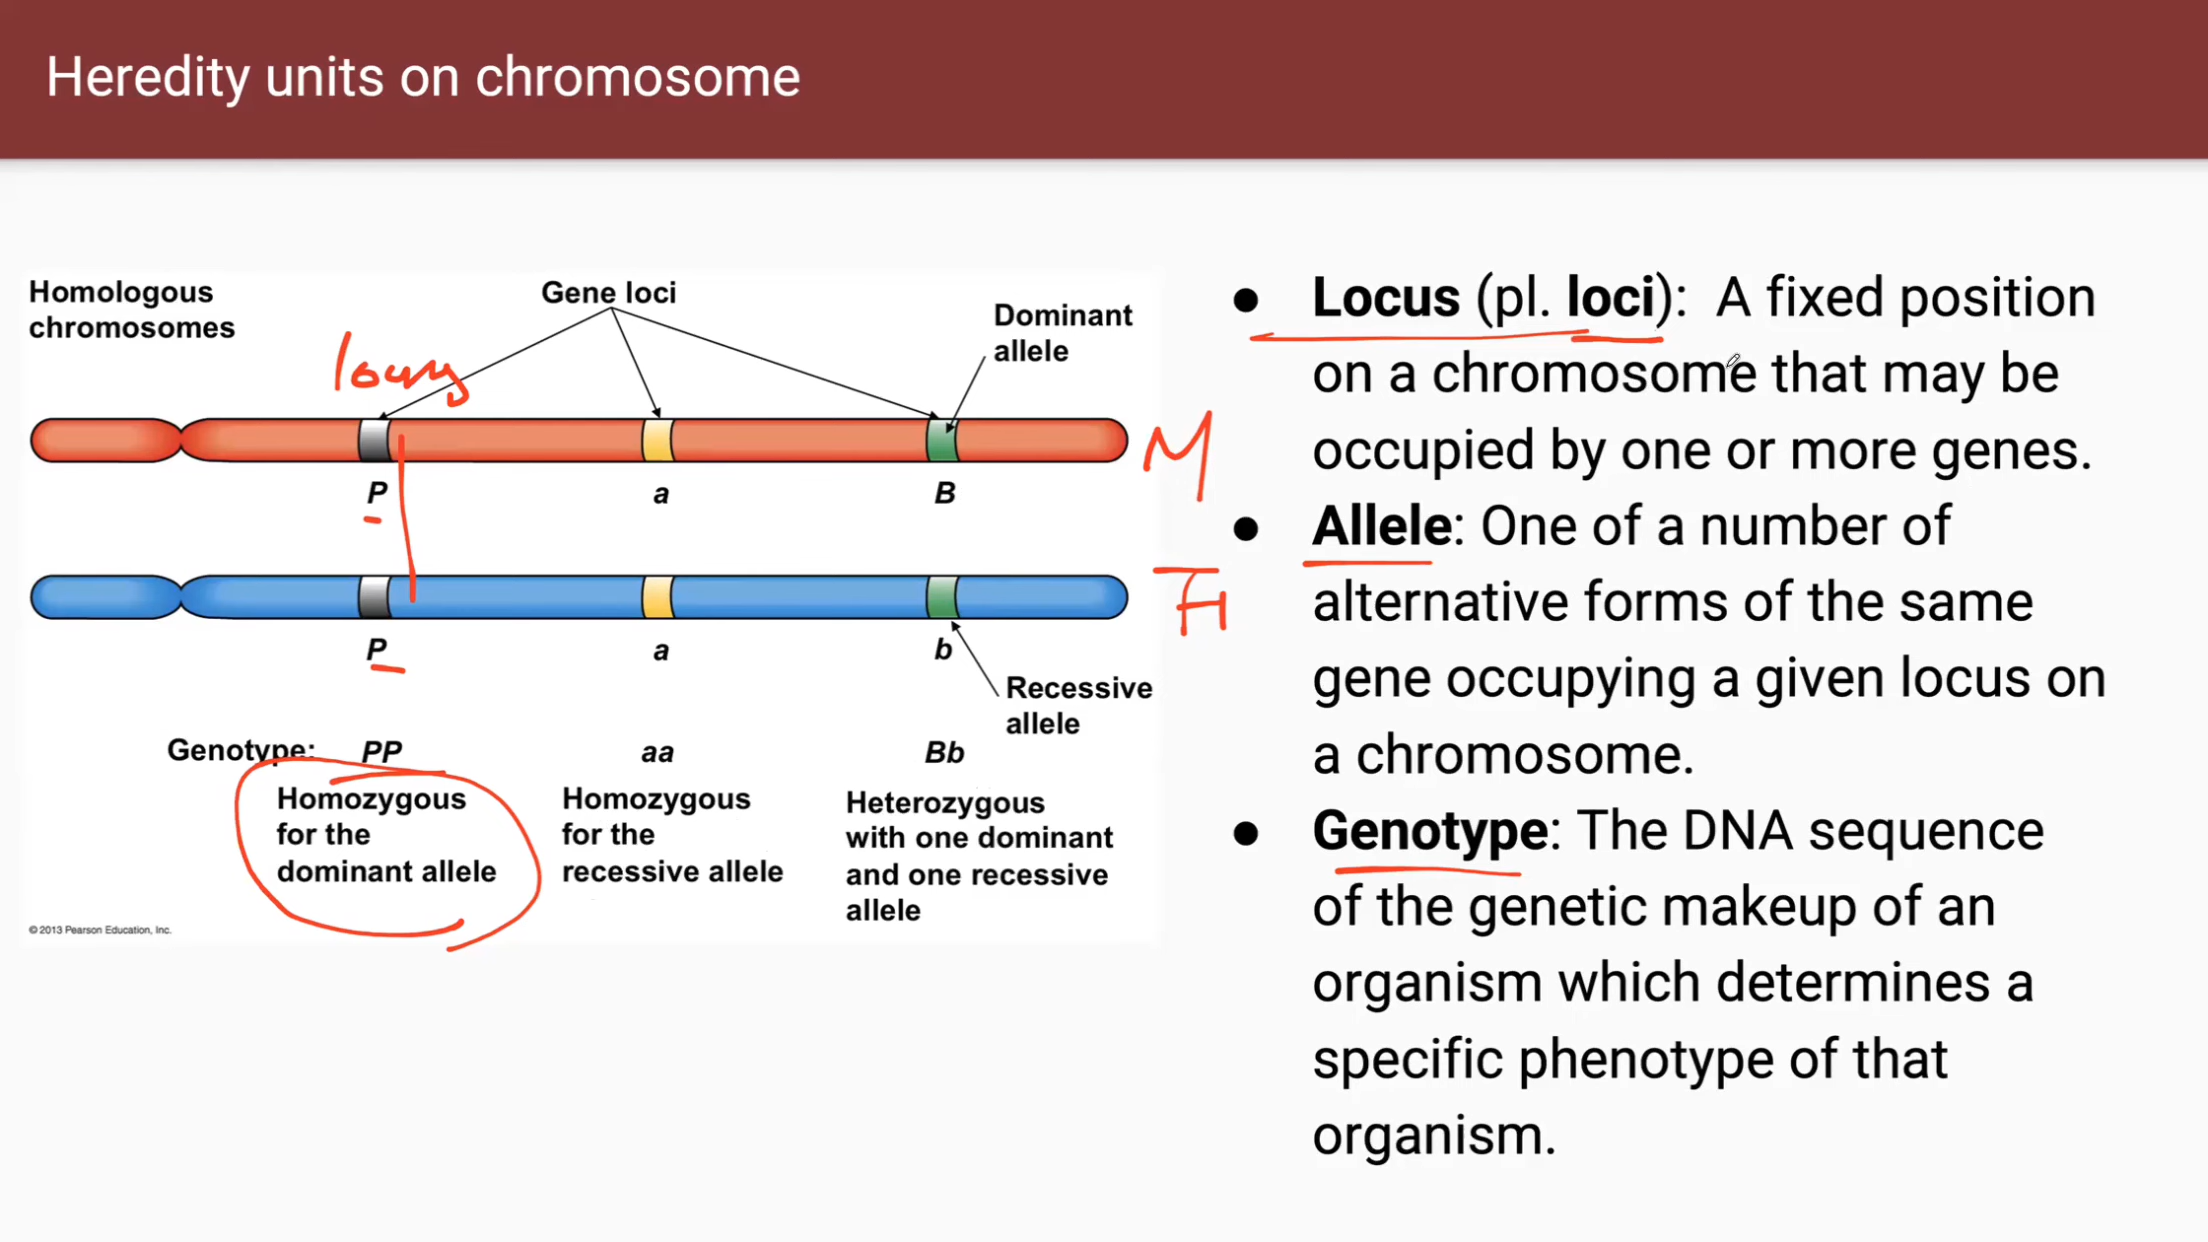 Heredity units on chromosome
Homologous
chromosomes
Gene loci
Dominant
allele
locus
P
a
B
M
P
a
b
F
Recessive
allele
Genotype: PP aa Bb
Homozygous
for the
dominant allele
Homozygous
for the
recessive allele
Heterozygous
with one dominant
and one recessive
allele
© 2013 Pearson Education, Inc.
● Locus (pl. loci): A fixed position
on a chromosome that may be
occupied by one or more genes.
● Allele: One of a number of
alternative forms of the same
gene occupying a given locus on
a chromosome.
● Genotype: The DNA sequence
of the genetic makeup of an
organism which determines a
specific phenotype of that
organism.